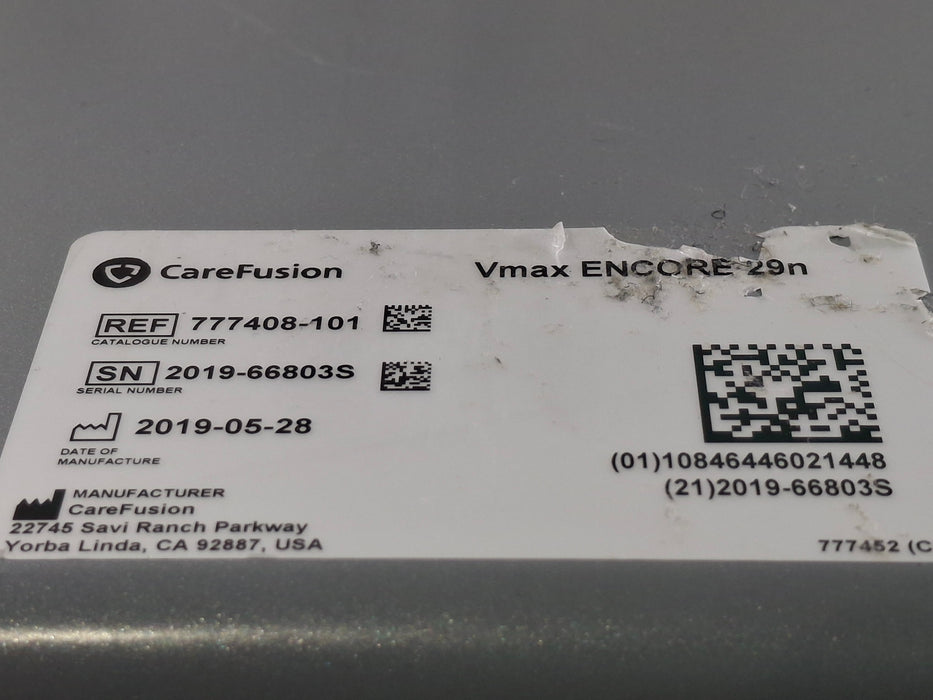 CareFusion
Vmax ENCORE 29n
REF 777408-101
CATALOGUE NUMBER
SN 2019-66803S
SERIAL NUMBER
2019-05-28
DATE OF
MANUFACTURE
MANUFACTURER
CareFusion
22745 Savi Ranch Parkway
Yorba Linda, CA 92887, USA
(01)10846446021448
(21)2019-66803S
777452 (C